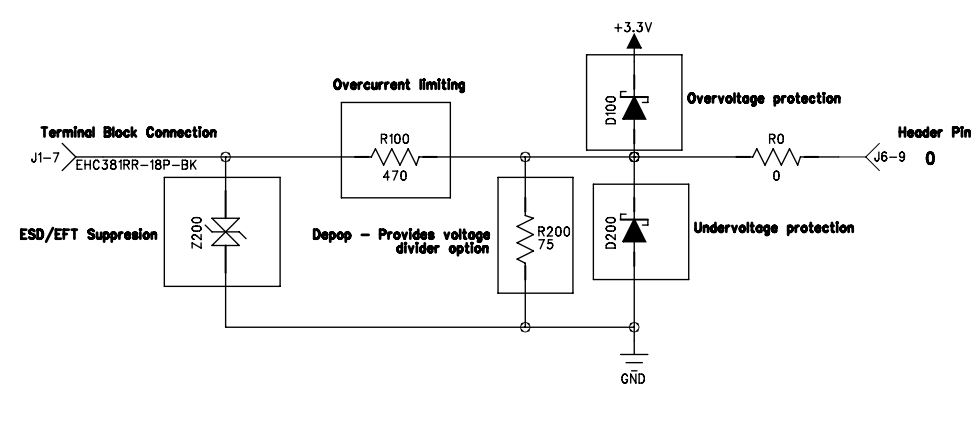 +3.3V
Overcurrent limiting
D100
Overvoltage protection
Terminal Block Connection
R100
R0
Header Pin
J1-7
EHC381RR-18P-BK
470
0
J6-9
0
ESD/EFT Suppresion
Z200
Depop - Provides voltage
divider option
R200
75
D200
Undervoltage protection
GND